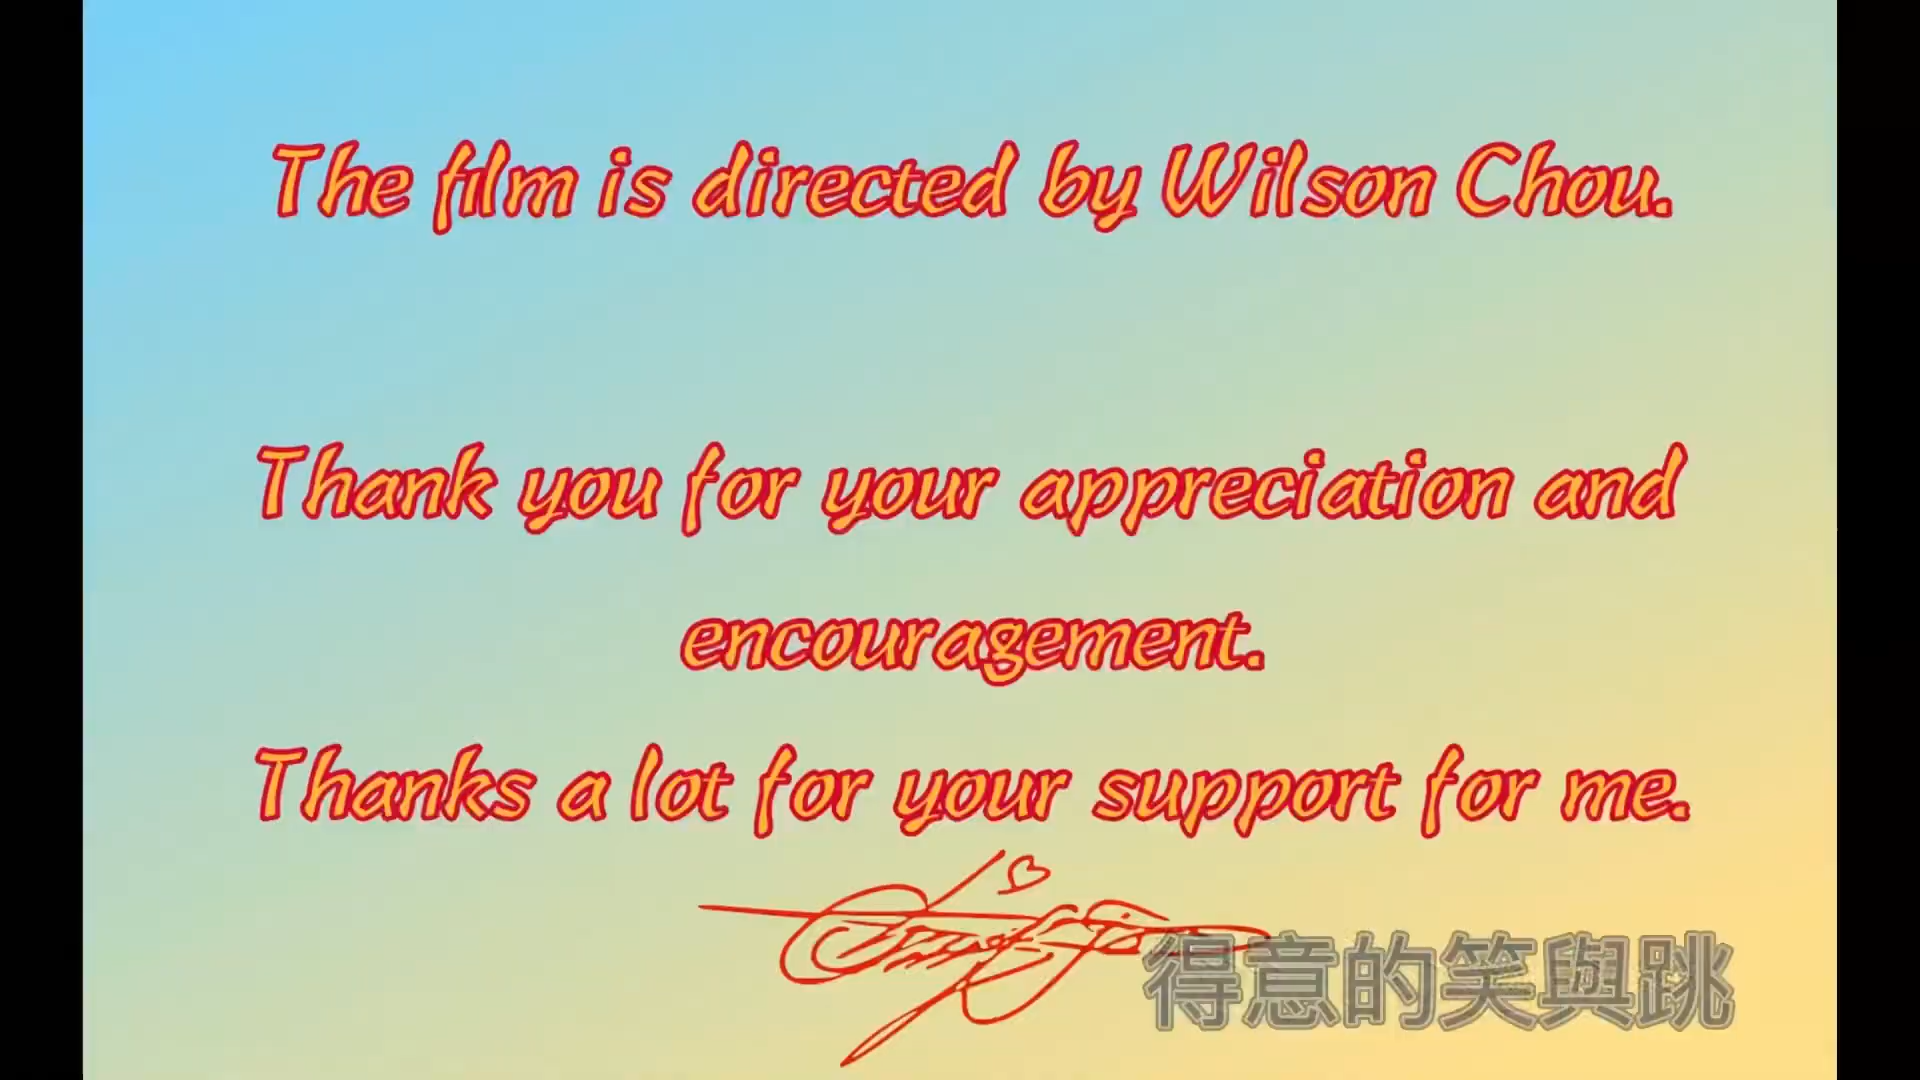 The film is directed by Wilson Chou.
Thank you for your appreciation and
encouragement.
Thanks a lot for your support for me.
得意的笑與跳